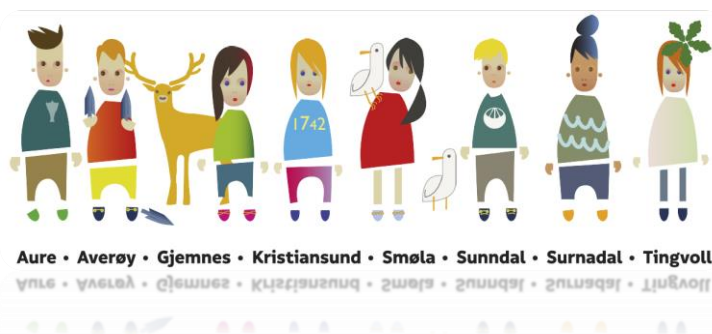 1742
Aure • Averøy • Gjemnes • Kristiansund • Smøla • Sunndal • Surnadal • Tingvoll